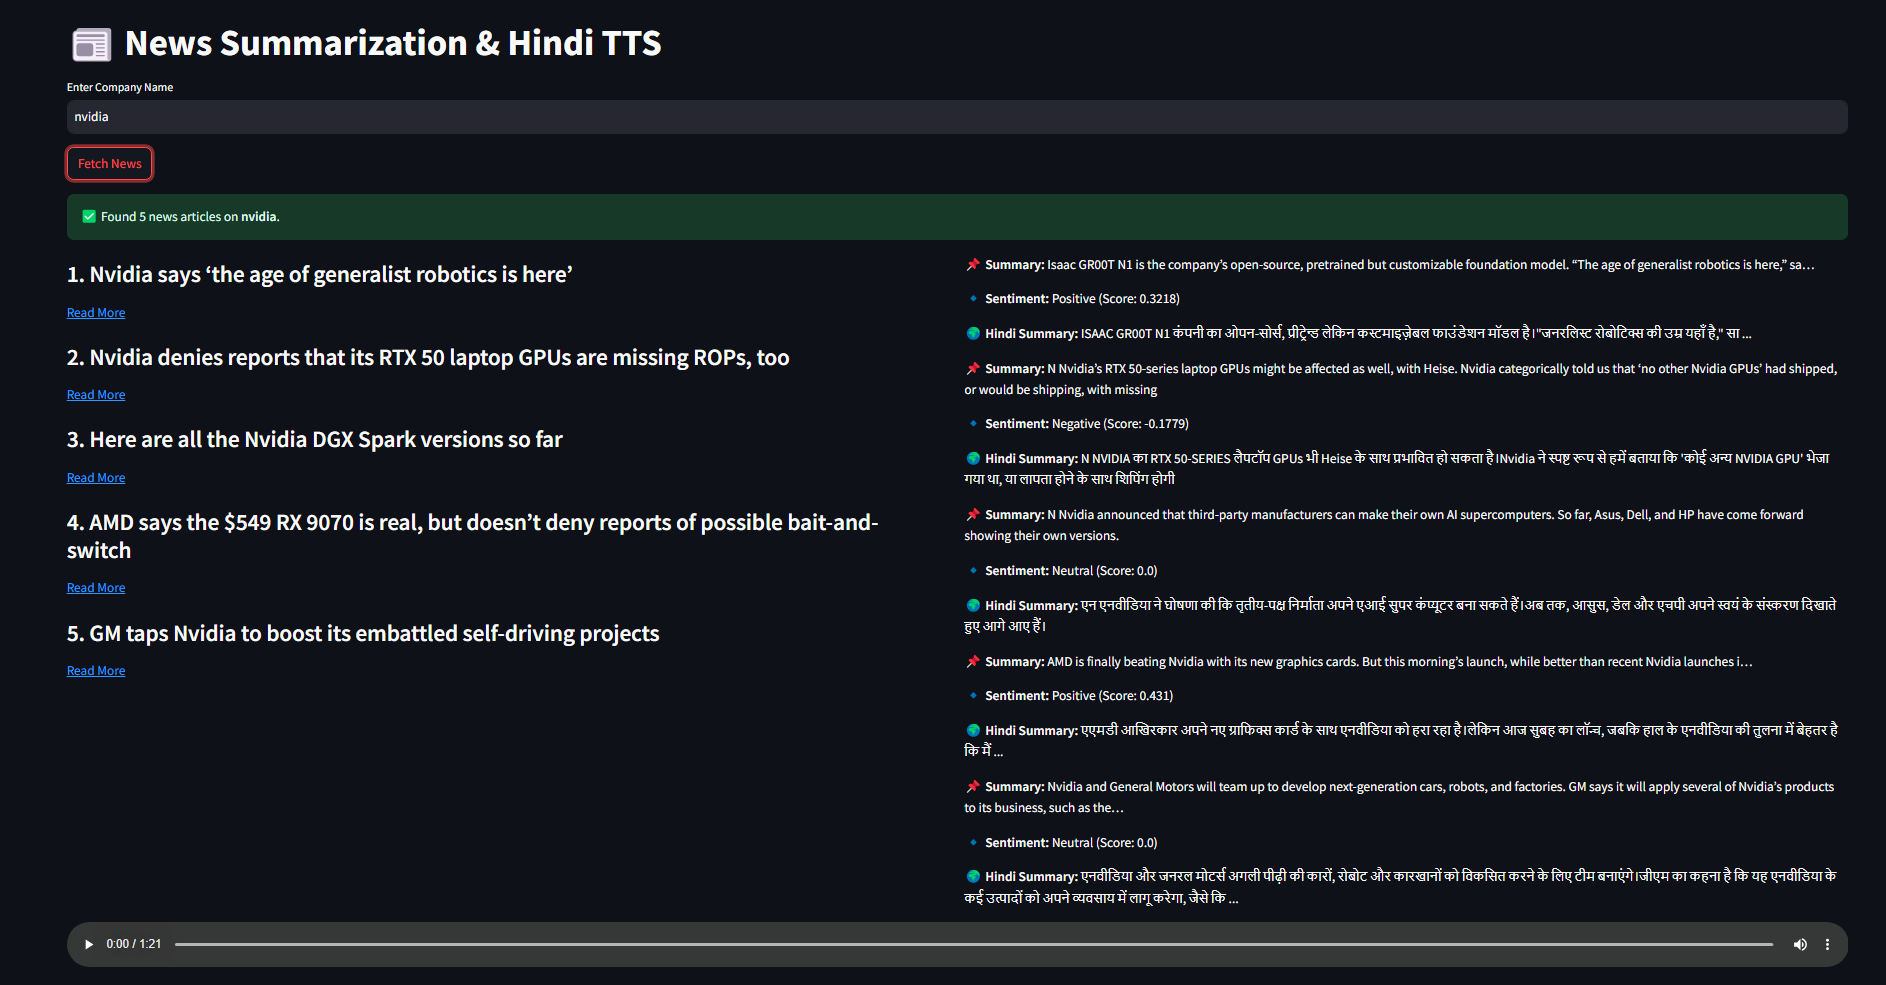 News Summarization & Hindi TTS
Enter Company Name
nvidia
Fetch News
Found 5 news articles on nvidia.
1. Nvidia says ‘the age of generalist robotics is here’
Read More
2. Nvidia denies reports that its RTX 50 laptop GPUs are missing ROPs, too
Read More
3. Here are all the Nvidia DGX Spark versions so far
Read More
4. AMD says the $549 RX 9070 is real, but doesn’t deny reports of possible bait-and-
switch
Read More
5. GM taps Nvidia to boost its embattled self-driving projects
Read More
Summary: Isaac GR00T N1 is the company’s open-source, pretrained but customizable foundation model. “The age of generalist robotics is here,” sa…
Sentiment: Positive (Score: 0.3218)
Hindi Summary: ISAAC GR00T N1 कंपनी का ओपन-सोर्स, प्रीट्रेन्ड लेकिन कस्टमाइज़ेबल फाउंडेशन मॉडल है।"जनरलिस्ट रोबोटिक्स की उम्र यहाँ है," सा ...
Summary: N Nvidia’s RTX 50-series laptop GPUs might be affected as well, with Heise. Nvidia categorically told us that ‘no other Nvidia GPUs’ had shipped,
or would be shipping, with missing
Sentiment: Negative (Score: -0.1779)
Hindi Summary: N NVIDIA का RTX 50-SERIES लैपटॉप GPUs भी Heise के साथ प्रभावित हो सकता है।Nvidia ने स्पष्ट रूप से हमें बताया कि 'कोई अन्य NVIDIA GPU' भेजा
गया था, या लापता होने के साथ शिपिंग होगी
Summary: N Nvidia announced that third-party manufacturers can make their own AI supercomputers. So far, Asus, Dell, and HP have come forward
showing their own versions.
Sentiment: Neutral (Score: 0.0)
Hindi Summary: एन एनवीडिया ने घोषणा की कि तृतीय-पक्ष निर्माता अपने एआई सुपर कंप्यूटर बना सकते हैं।अब तक, आसुस, डेल और एचपी अपने स्वयं के संस्करण दिखाते
हुए आगे आए हैं।
Summary: AMD is finally beating Nvidia with its new graphics cards. But this morning’s launch, while better than recent Nvidia launches i…
Sentiment: Positive (Score: 0.431)
Hindi Summary: एएमडी आखिरकार अपने नए ग्राफिक्स कार्ड के साथ एनवीडिया को हरा रहा है।लेकिन आज सुबह का लॉन्च, जबकि हाल के एनवीडिया की तुलना में बेहतर है
कि मैं ...
Summary: Nvidia and General Motors will team up to develop next-generation cars, robots, and factories. GM says it will apply several of Nvidia’s products
to its business, such as the…
Sentiment: Neutral (Score: 0.0)
Hindi Summary: एनवीडिया और जनरल मोटर्स अगली पीढ़ी की कारों, रोबोट और कारखानों को विकसित करने के लिए टीम बनाएंगे।जीएम का कहना है कि यह एनवीडिया के
कई उत्पादों को अपने व्यवसाय में लागू करेगा, जैसे कि ...
0:00 / 1:21